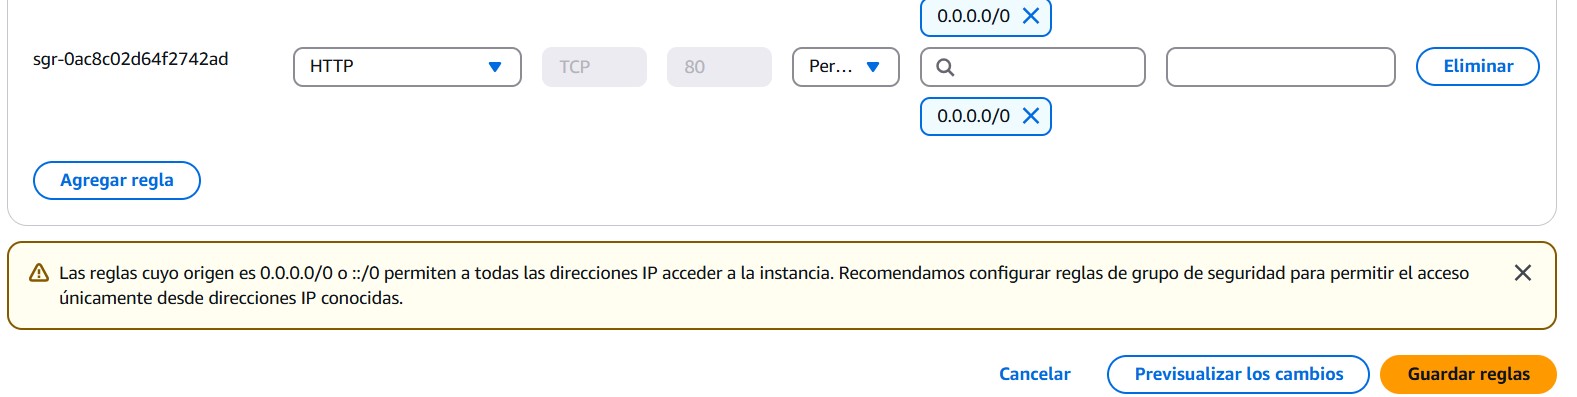 0.0.0.0/0
sgr-0ac8c02d64f2742ad
HTTP
TCP
80
Per...
Eliminar
0.0.0.0/0
Agregar regla
Las reglas cuyo origen es 0.0.0.0/0 o ::/0 permiten a todas las direcciones IP acceder a la instancia. Recomendamos configurar reglas de grupo de seguridad para permitir el acceso
únicamente desde direcciones IP conocidas.
Cancelar
Previsualizar los cambios
Guardar reglas